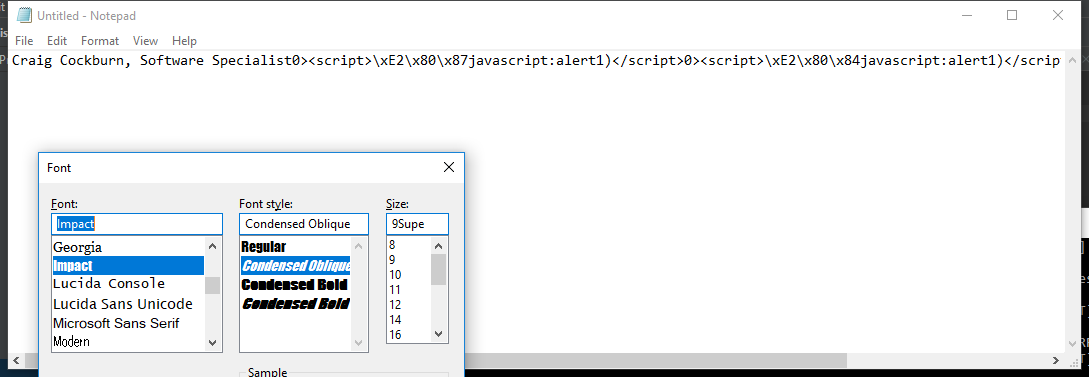 Untitled - Notepad
File Edit Format View Help
Craig Cockburn, Software Specialist0><script>\xE2\x80\x87javascript:alert1)</script>0><script>\xE2\x80\x84javascript:alert1)</script
Font
Font: Font style: Size:
Impact Condensed Oblique 9Supe
Georgia Regular 8
Impact Condensed Oblique 9
Lucida Console Condensed Bold 10
Lucida Sans Unicode Condensed Bold 11
Microsoft Sans Serif 12
Modern 14
16
Sample